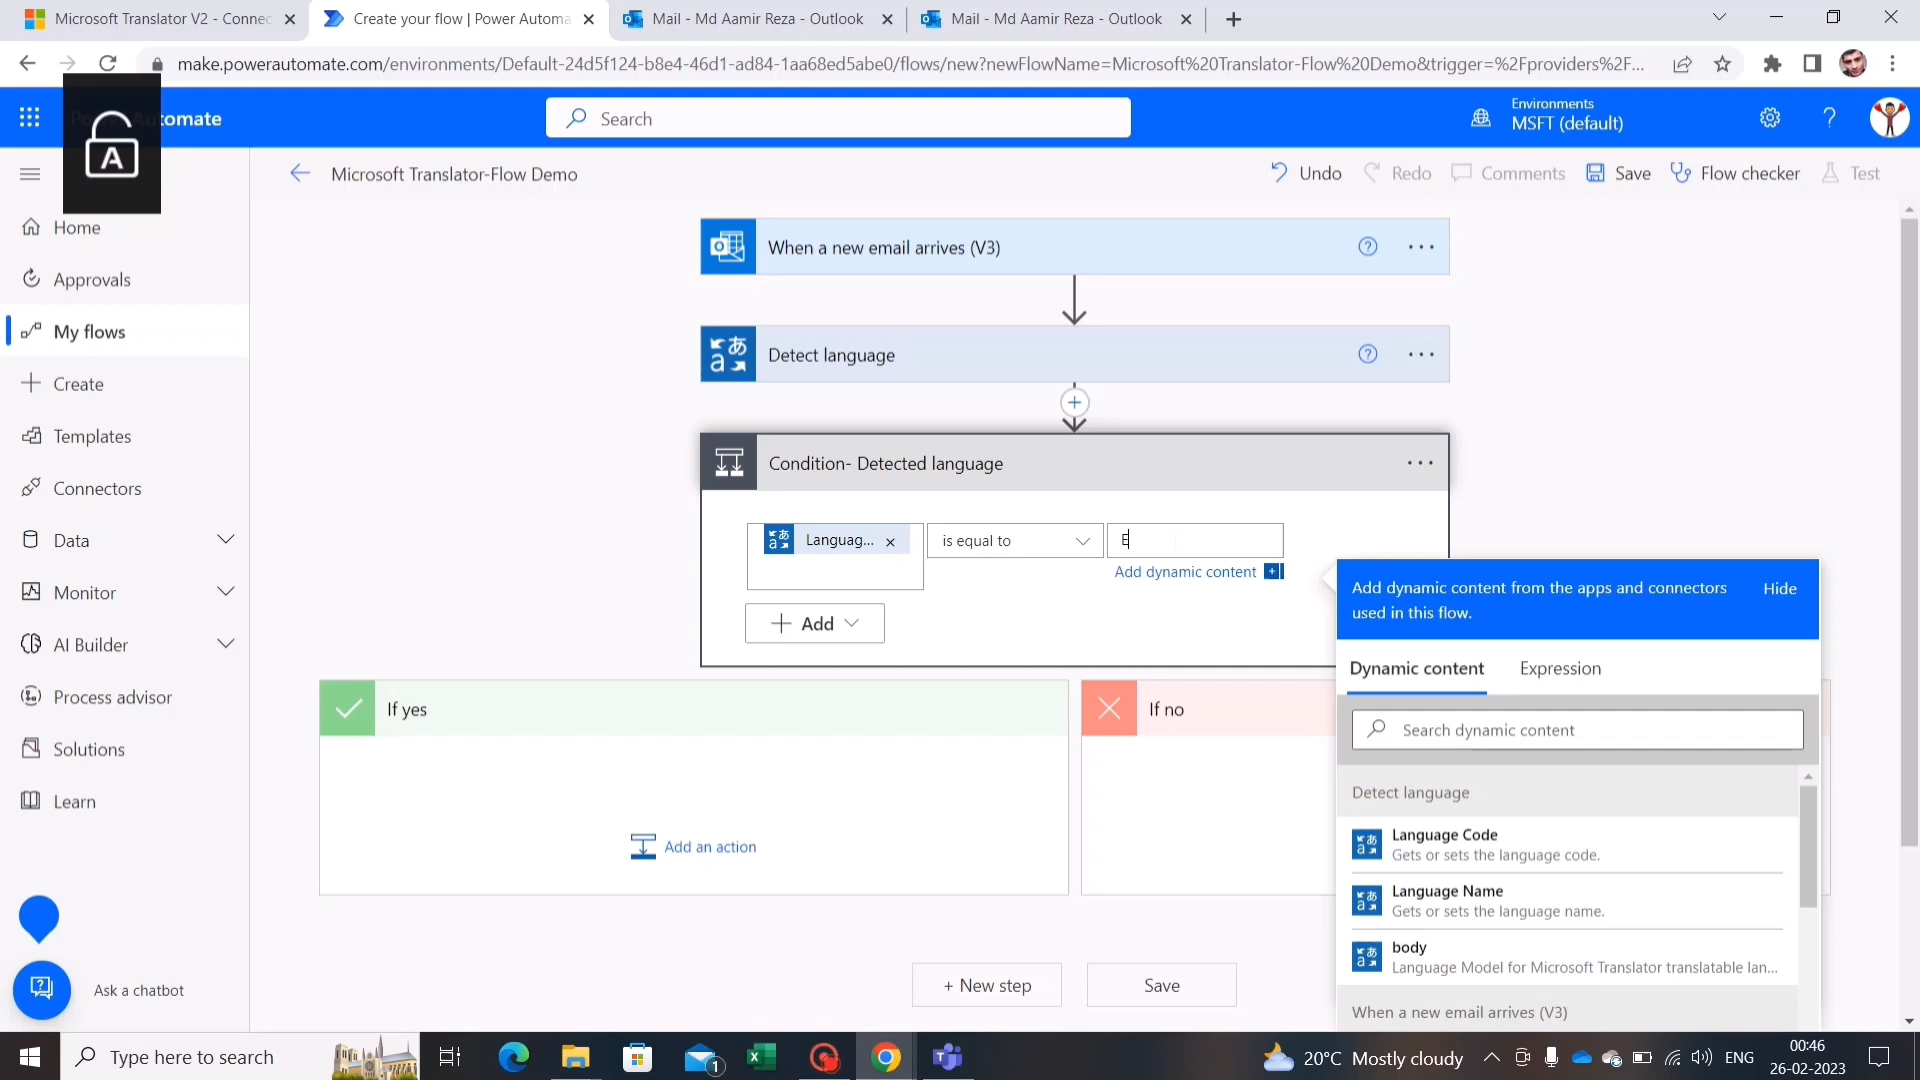 Microsoft Translator V2 - Connec
Create your flow | Power Automa
Mail - Md Aamir Reza - Outlook
Mail - Md Aamir Reza - Outlook
make.powerautomate.com/environments/Default-24d5f124-b8e4-46d1-ad84-1aa68ed5abe0/flows/new?newFlowName=Microsoft%20Translator-Flow%20Demo&trigger=%2Fproviders%2F...
A
tomate
Search
Environments
MSFT (default)
Microsoft Translator-Flow Demo
Undo
Redo
Comments
Save
Flow checker
Test
Home
Approvals
My flows
Create
Templates
Connectors
Data
Monitor
AI Builder
Process advisor
Solutions
Learn
Ask a chatbot
When a new email arrives (V3)
Detect language
Condition- Detected language
Languag...
is equal to
E
Add dynamic content
Add
If yes
Add an action
If no
+ New step
Save
Add dynamic content from the apps and connectors
used in this flow.
Hide
Dynamic content
Expression
Search dynamic content
Detect language
Language Code
Gets or sets the language code.
Language Name
Gets or sets the language name.
body
Language Model for Microsoft Translator translatable lan...
When a new email arrives (V3)
Type here to search
1
20°C Mostly cloudy
ENG
00:46
26-02-2023